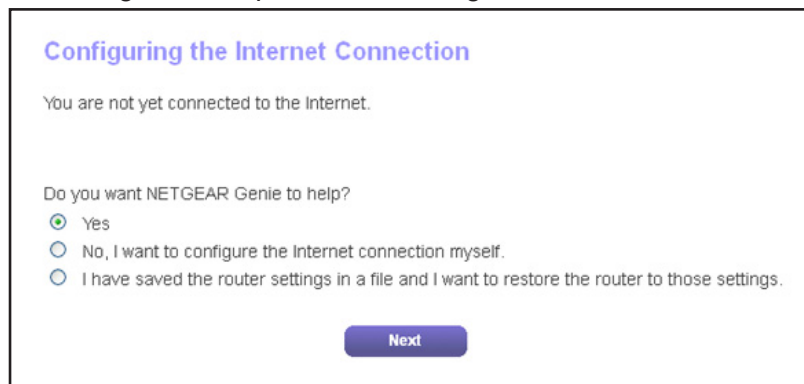 Configuring the Internet Connection
You are not yet connected to the Internet.
Do you want NETGEAR Genie to help?
Yes
No, I want to configure the Internet connection myself.
I have saved the router settings in a file and I want to restore the router to those settings.
Next